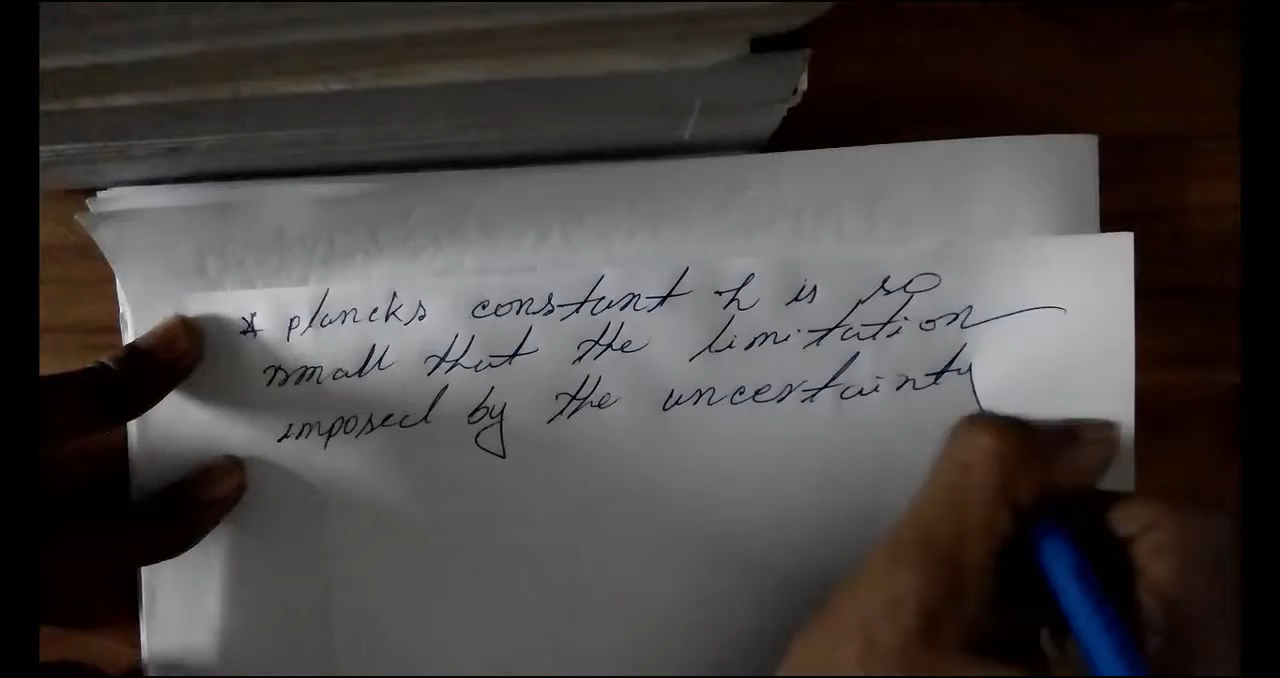 * plancks constant h is so
small that the limitation
imposed by the uncertainty